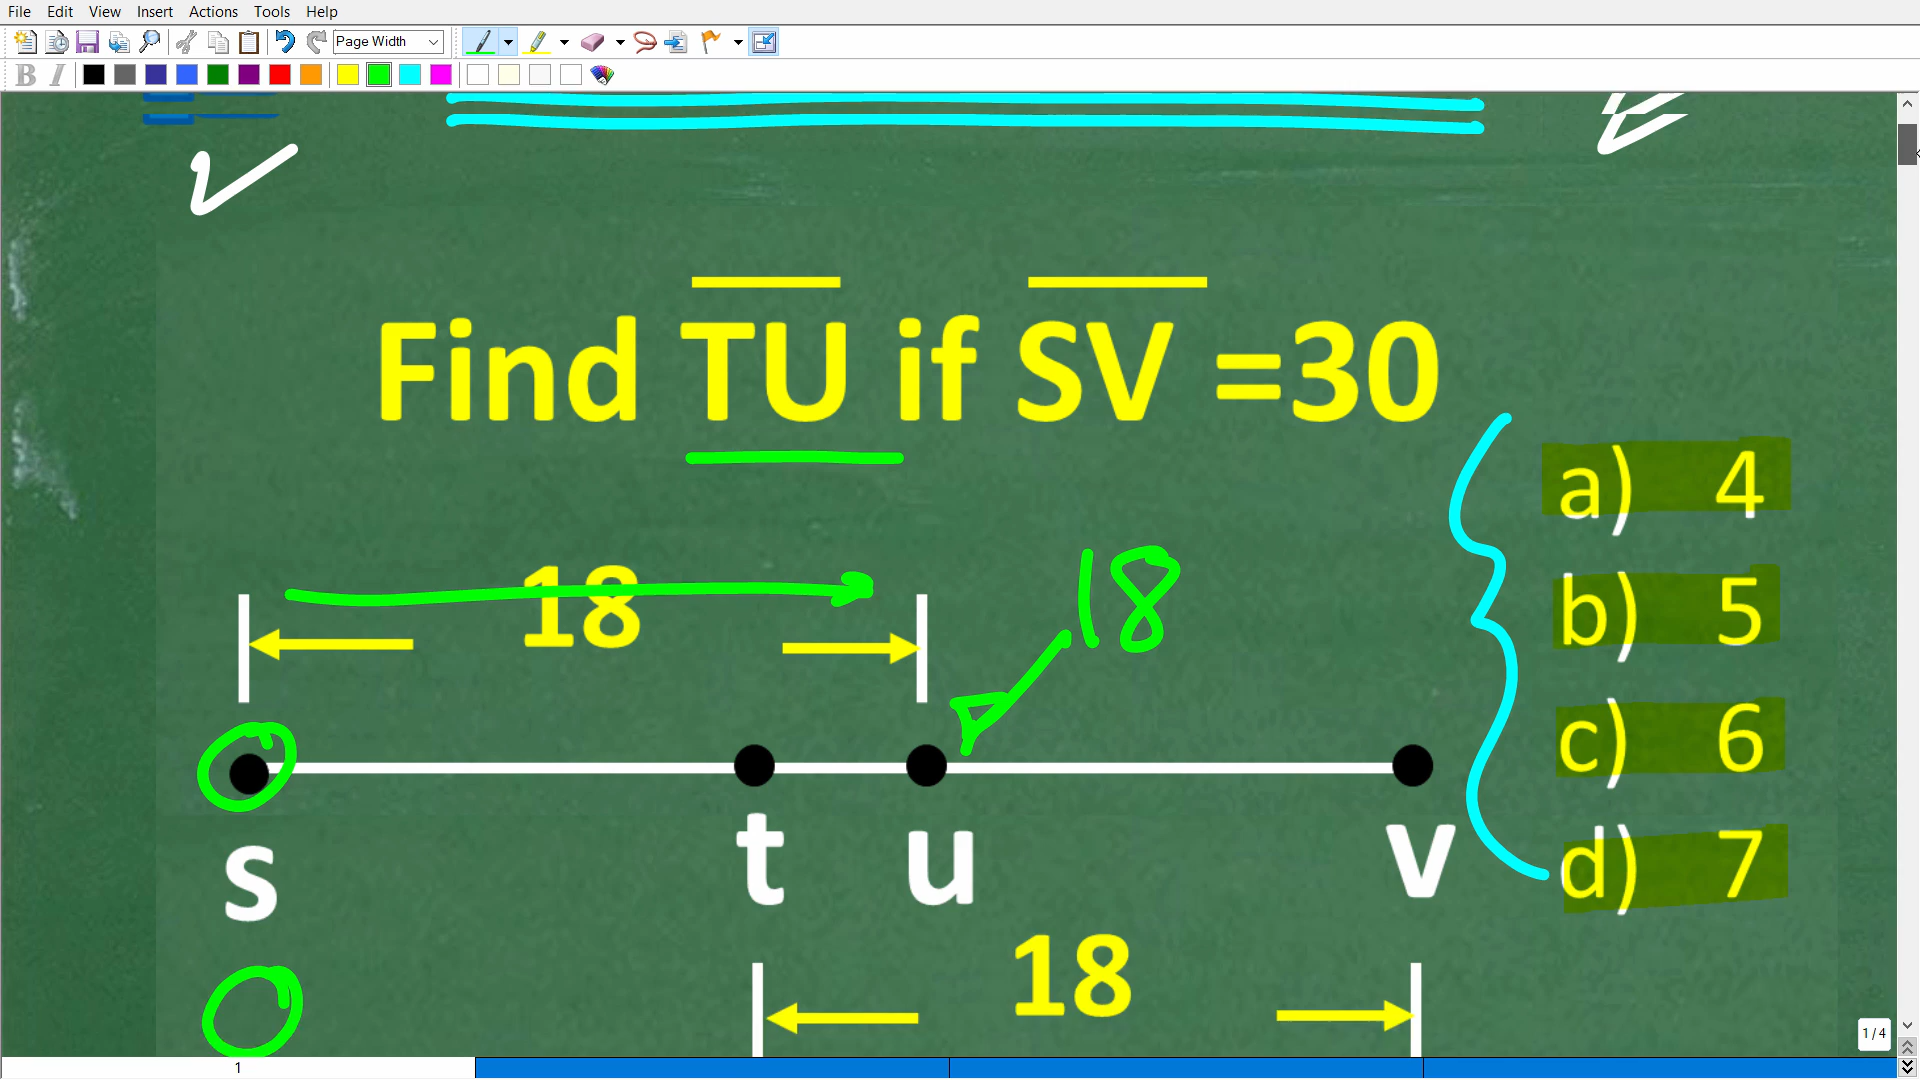 File Edit View Insert Actions Tools Help
Page Width
B I
Find TU if SV =30
a) 4
b) 5
c) 6
d) 7
18
18
s t u v
18
1 / 4
1